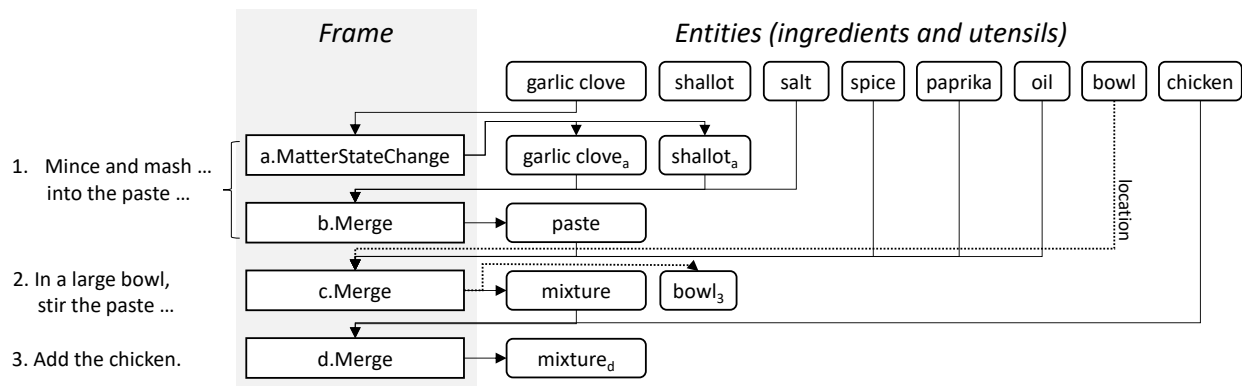 Frame
Entities (ingredients and utensils)
garlic clove
shallot
salt
spice
paprika
oil
bowl
chicken
1. Mince and mash …
into the paste …
a.MatterStateChange
garlic cloveₐ
shallotₐ
location
b.Merge
paste
2. In a large bowl,
stir the paste …
c.Merge
mixture
bowl₃
3. Add the chicken.
d.Merge
mixture_d